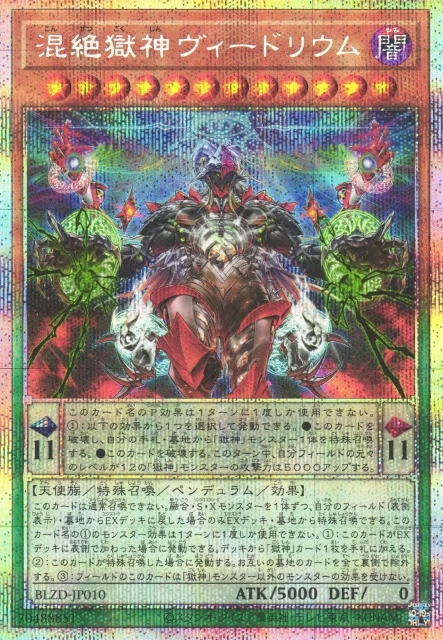 混絶獄神ヴィードリウム
闇
このカード名のP効果は1ターンに1度しか使用できない。
①:以下の効果から1つを選択して発動できる。●このカードを
破壊し、自分の手札・墓地から「獄神」モンスター1体を特殊召喚
する。●このカードを破壊する。このターン中、自分フィールドの元々
のレベルが12の「獄神」モンスターの攻撃力は5000アップする。
11
11
【天使族/特殊召喚/ペンデュラム/効果】
このカードは通常召喚できない。融合・S・Xモンスターを1体ずつ、自分のフィールド(表側
表示)・墓地からEXデッキに戻した場合のみEXデッキ・墓地から特殊召喚できる。この
カード名の①のモンスター効果は1ターンに1度しか使用できない。①:このカードがEX
デッキに表側で加わった場合に発動できる。デッキから「獄神」カード1枚を手札に加える。
②:このカードが特殊召喚した場合に発動する。お互いの墓地のカードを全て裏側で除外
する。③:フィールドのこのカードは「獄神」モンスター以外のモンスターの効果を受けない。
BLZD-JP010
ATK/5000 DEF/ 0